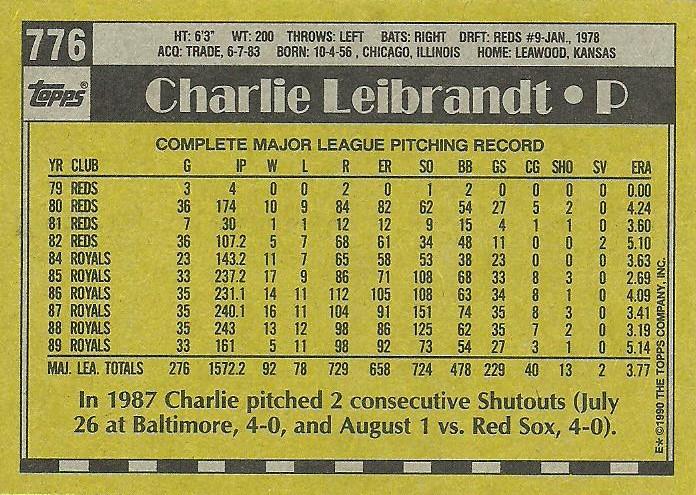 776
HT: 6'3" WT: 200 THROWS: LEFT BATS: RIGHT DRFT: REDS #9-JAN., 1978
ACQ: TRADE, 6-7-83 BORN: 10-4-56 , CHICAGO, ILLINOIS HOME: LEAWOOD, KANSAS
Topps®
Charlie Leibrandt • P
COMPLETE MAJOR LEAGUE PITCHING RECORD
YR CLUB G IP W L R ER SO BB GS CG SHO SV ERA
79 REDS 3 4 0 0 2 0 1 2 0 0 0 0 0.00
80 REDS 36 174 10 9 84 82 62 54 27 5 2 0 4.24
81 REDS 7 30 1 1 12 12 9 15 4 1 1 0 3.60
82 REDS 36 107.2 5 7 68 61 34 48 11 0 0 2 5.10
84 ROYALS 23 143.2 11 7 65 58 53 38 23 0 0 0 3.63
85 ROYALS 33 237.2 17 9 86 71 108 68 33 8 3 0 2.69
86 ROYALS 35 231.1 14 11 112 105 108 63 34 8 1 0 4.09
87 ROYALS 35 240.1 16 11 104 91 151 74 35 8 3 0 3.41
88 ROYALS 35 243 13 12 98 86 125 62 35 7 2 0 3.19
89 ROYALS 33 161 5 11 98 92 73 54 27 3 1 0 5.14
MAJ. LEA. TOTALS 276 1572.2 92 78 729 658 724 478 229 40 13 2 3.77
In 1987 Charlie pitched 2 consecutive Shutouts (July
26 at Baltimore, 4-0, and August 1 vs. Red Sox, 4-0).
E* ©1990 THE TOPPS COMPANY, INC.